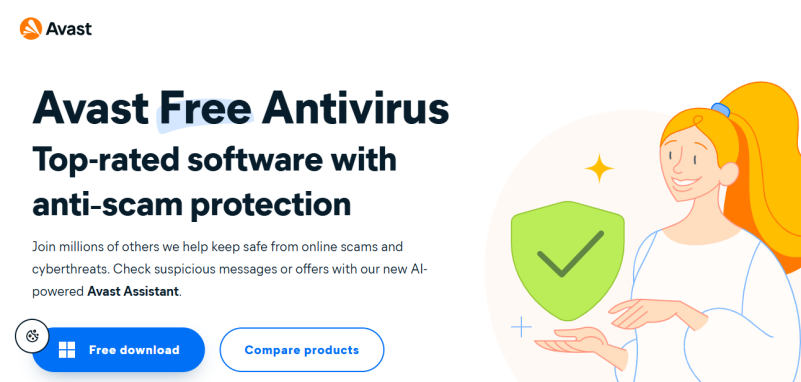 Avast
Avast Free Antivirus
Top-rated software with
anti-scam protection
Join millions of others we help keep safe from online scams and
cyberthreats. Check suspicious messages or offers with our new AI-
powered Avast Assistant.
Free download
Compare products